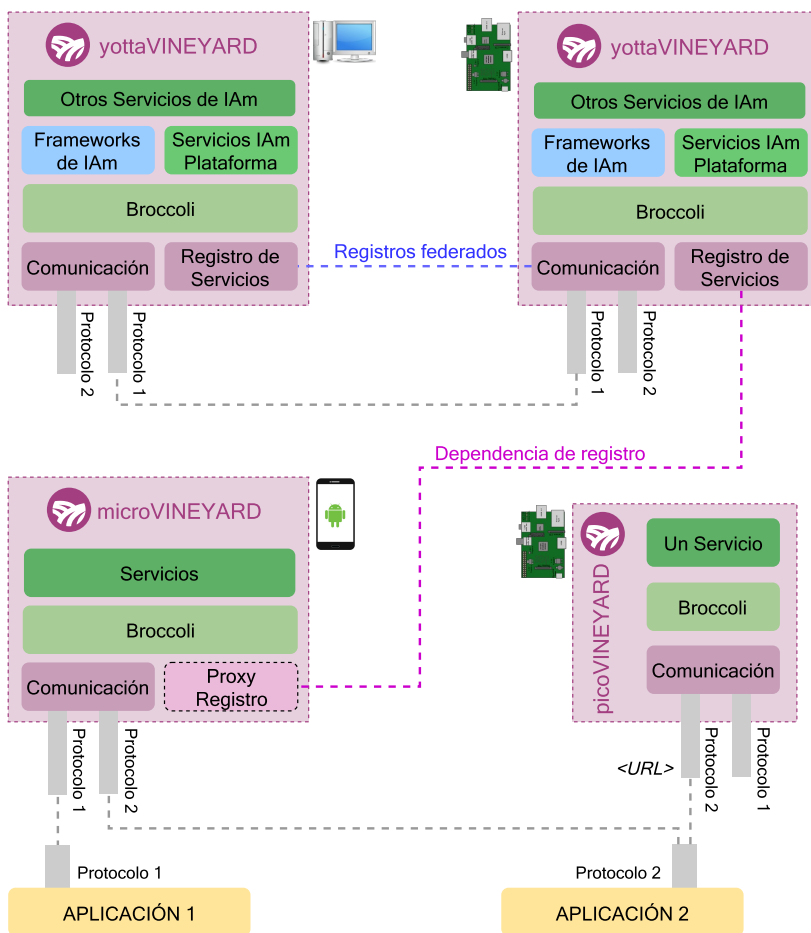 yottaVINEYARD
Otros Servicios de IAm
Frameworks
de IAm
Servicios IAm
Plataforma
Broccoli
Comunicación
Registro de
Servicios
Protocolo 2
Protocolo 1
yottaVINEYARD
Otros Servicios de IAm
Frameworks
de IAm
Servicios IAm
Plataforma
Broccoli
Comunicación
Registro de
Servicios
Protocolo 1
Protocolo 2
Registros federados
Dependencia de registro
microVINEYARD
Servicios
Broccoli
Comunicación
Proxy
Registro
Protocolo 1
Protocolo 2
picoVINEYARD
Un Servicio
Broccoli
Comunicación
Protocolo 2
Protocolo 1
<URL>
Protocolo 1
APLICACIÓN 1
Protocolo 2
APLICACIÓN 2